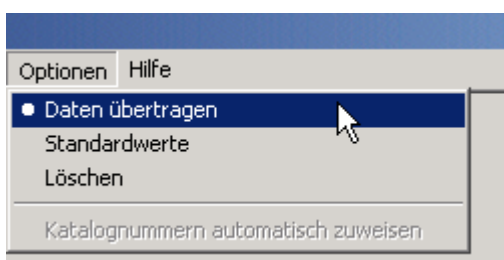 Optionen Hilfe
Daten übertragen
Standardwerte
Löschen
Katalognummern automatisch zuweisen